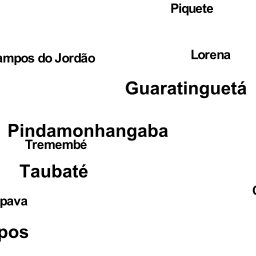 Piquete
Lorena
ampos do Jordão
Guaratinguetá
Pindamonhangaba
Tremembé
Taubaté
pava
pos